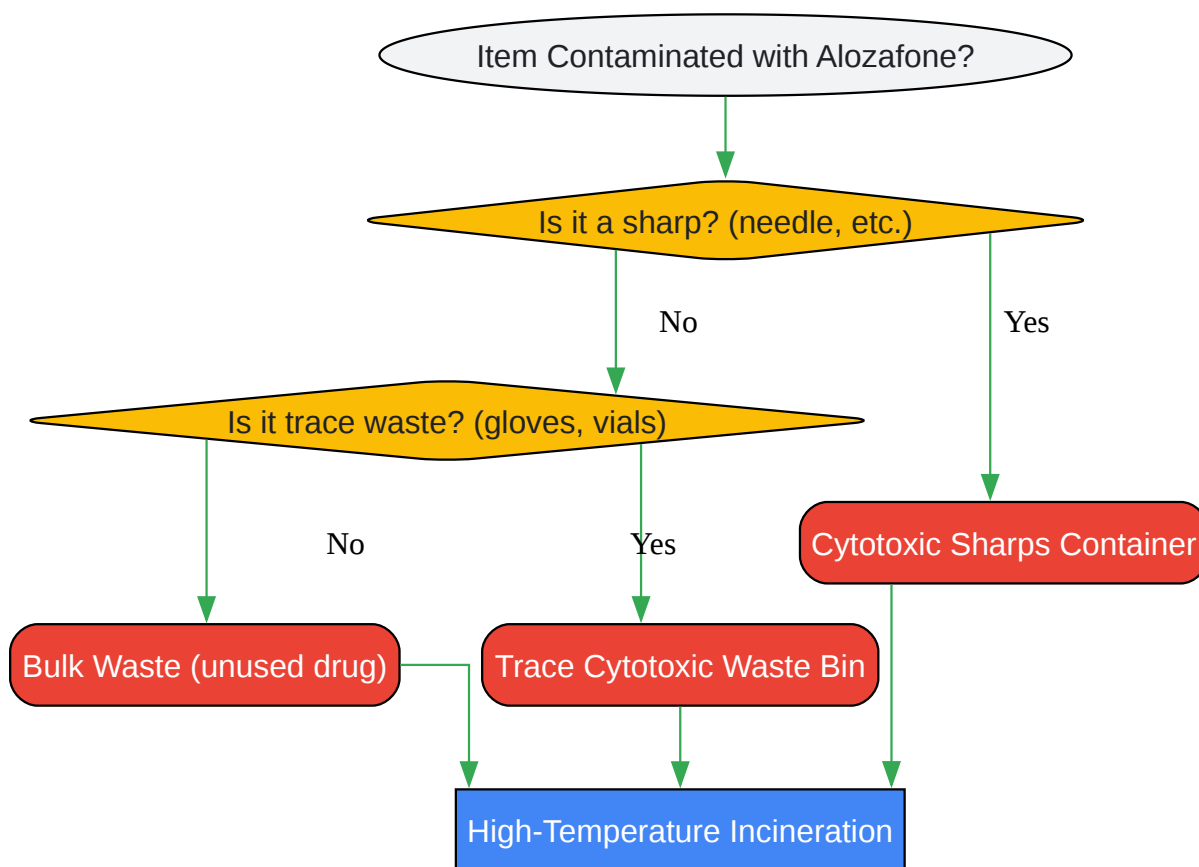 Item Contaminated with Alozafone?
Is it a sharp? (needle, etc.)
No
Yes
Is it trace waste? (gloves, vials)
No
Yes
Cytotoxic Sharps Container
Bulk Waste (unused drug)
Trace Cytotoxic Waste Bin
High-Temperature Incineration